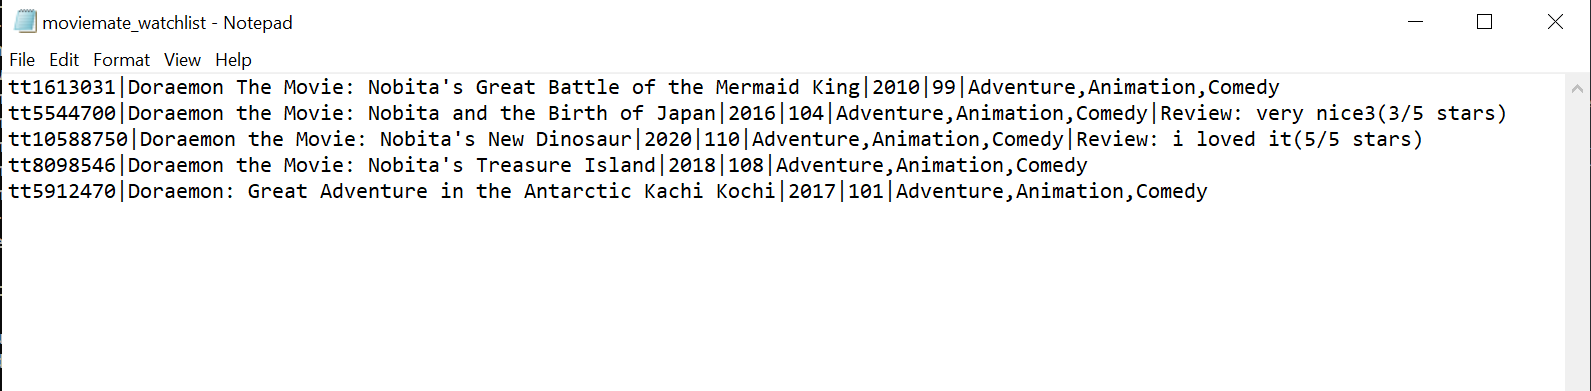 moviemate_watchlist - Notepad
File Edit Format View Help
tt1613031|Doraemon The Movie: Nobita's Great Battle of the Mermaid King|2010|99|Adventure,Animation,Comedy
tt5544700|Doraemon the Movie: Nobita and the Birth of Japan|2016|104|Adventure,Animation,Comedy|Review: very nice3(3/5 stars)
tt10588750|Doraemon the Movie: Nobita's New Dinosaur|2020|110|Adventure,Animation,Comedy|Review: i loved it(5/5 stars)
tt8098546|Doraemon the Movie: Nobita's Treasure Island|2018|108|Adventure,Animation,Comedy
tt5912470|Doraemon: Great Adventure in the Antarctic Kachi Kochi|2017|101|Adventure,Animation,Comedy